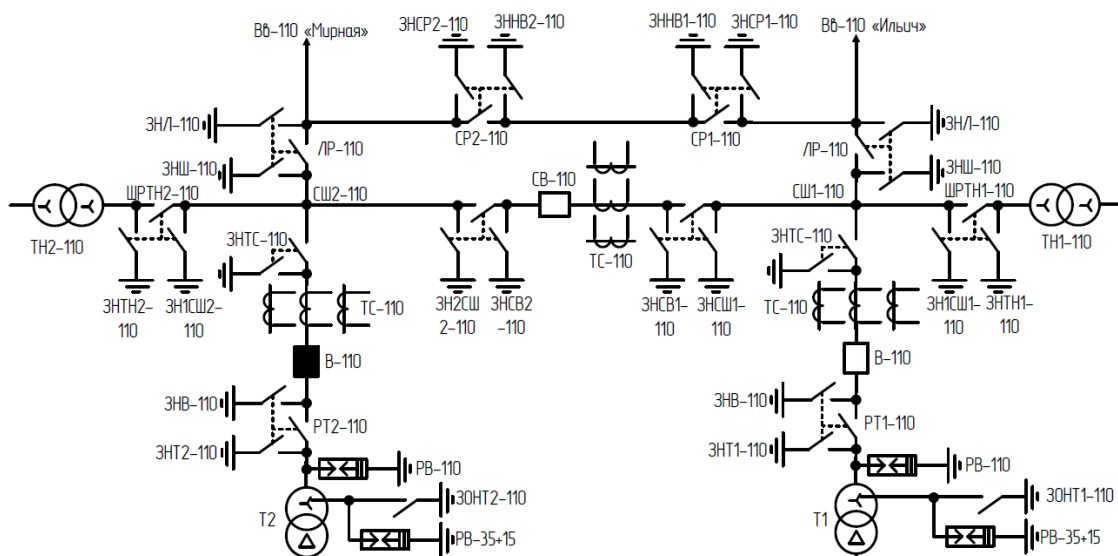 Вв-110 «Мирная»
ЗНСР2-110
ЗННВ2-110
ЗННВ1-110
ЗНСР1-110
Вв-110 «Ильич»
ЗНЛ-110
СР2-110
СР1-110
ЗНЛ-110
ЛР-110
ЛР-110
ЗНШ-110
ЗНШ-110
ШРТН2-110
СШ2-110
СВ-110
СШ1-110
ШРТН1-110
ТН2-110
ЗНТС-110
ТС-110
ЗНТС-110
ТН1-110
ЗНТН2-
110
ЗН1СШ2-
110
ТС-110
ЗН2СШ
2-110
ЗНСВ2
-110
ЗНСВ1-
110
ЗНСШ1-
110
ТС-110
ЗН1СШ1-
110
ЗНТН1-
110
В-110
В-110
ЗНВ-110
РТ2-110
ЗНВ-110
РТ1-110
ЗНТ2-110
ЗНТ1-110
РВ-110
РВ-110
ЗОНТ2-110
ЗОНТ1-110
Т2
Т1
РВ-35+15
РВ-35+15